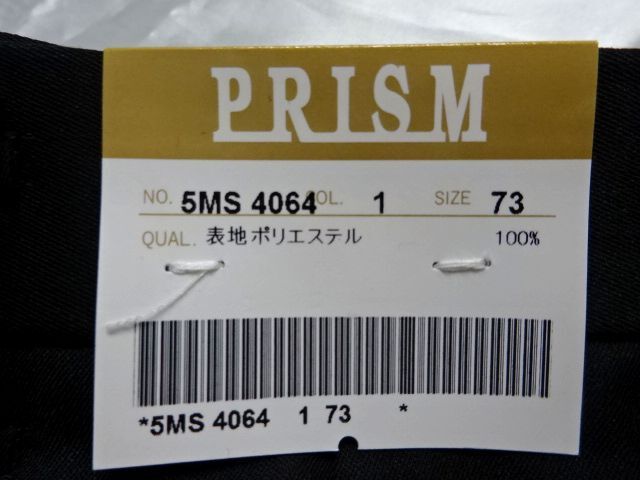 PRISM
NO. 5MS 4064 COL. 1 SIZE 73
QUAL. 表地ポリエステル 100%
*5MS 4064 1 73 *